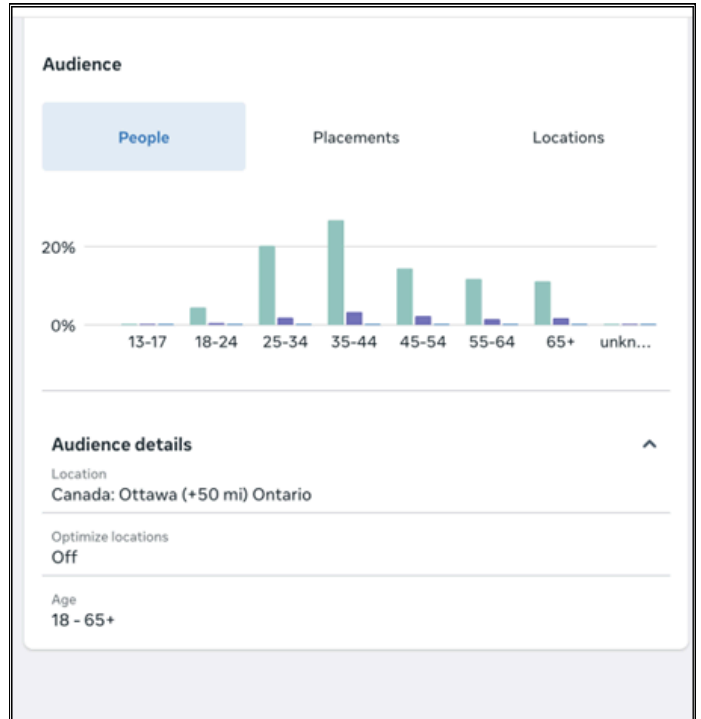 Audience
People Placements Locations
20%
0%
13-17 18-24 25-34 35-44 45-54 55-64 65+ unkn...
Audience details
Location
Canada: Ottawa (+50 mi) Ontario
Optimize locations
Off
Age
18 - 65+